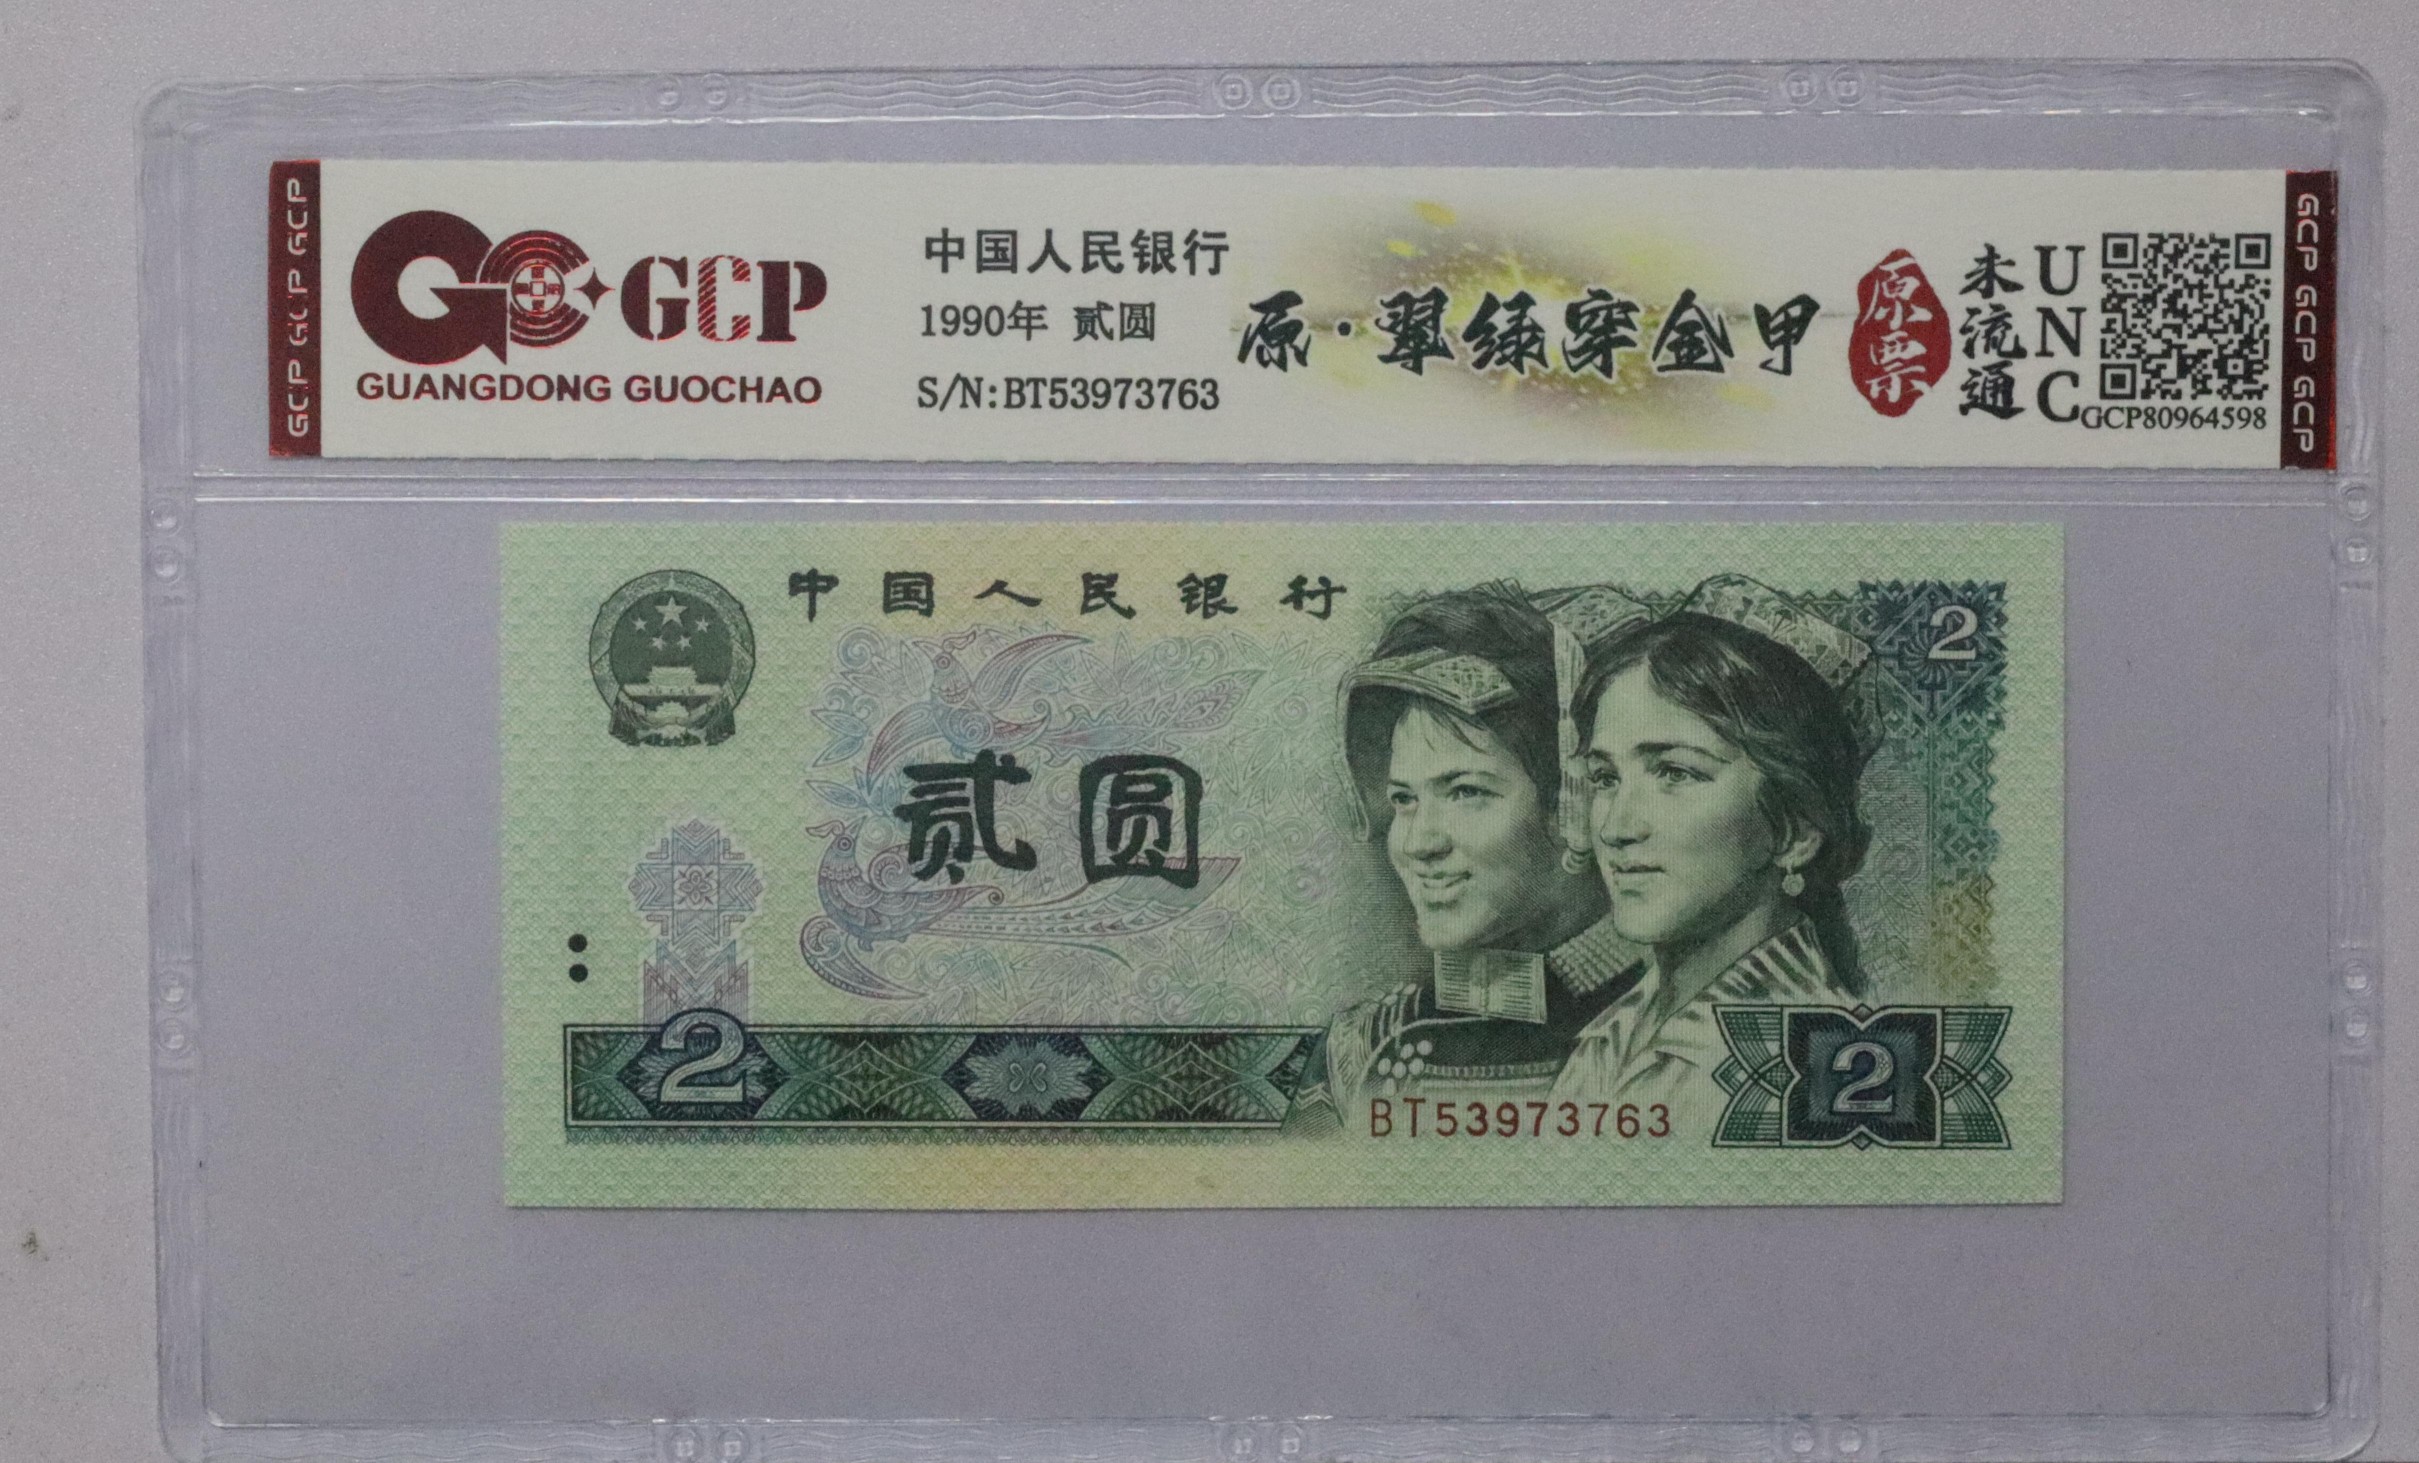 GCP GCP GCP
GCP
GUANGDONG GUOCHAO
中国人民银行
1990年 贰圆
S/N:BT53973763
原·翠绿穿金甲
原票
未流通
UNC
GCP80964598
GCP GCP GCP
中国人民银行
2
贰圆
2
BT53973763
2